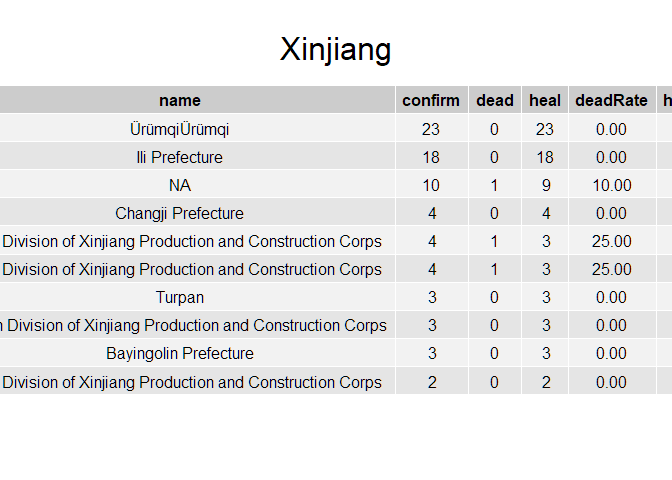 Xinjiang
name confirm dead heal deadRate
ÜrümqiÜrümqi 23 0 23 0.00
Ili Prefecture 18 0 18 0.00
NA 10 1 9 10.00
Changji Prefecture 4 0 4 0.00
Division of Xinjiang Production and Construction Corps 4 1 3 25.00
Division of Xinjiang Production and Construction Corps 4 1 3 25.00
Turpan 3 0 3 0.00
Division of Xinjiang Production and Construction Corps 3 0 3 0.00
Bayingolin Prefecture 3 0 3 0.00
Division of Xinjiang Production and Construction Corps 2 0 2 0.00